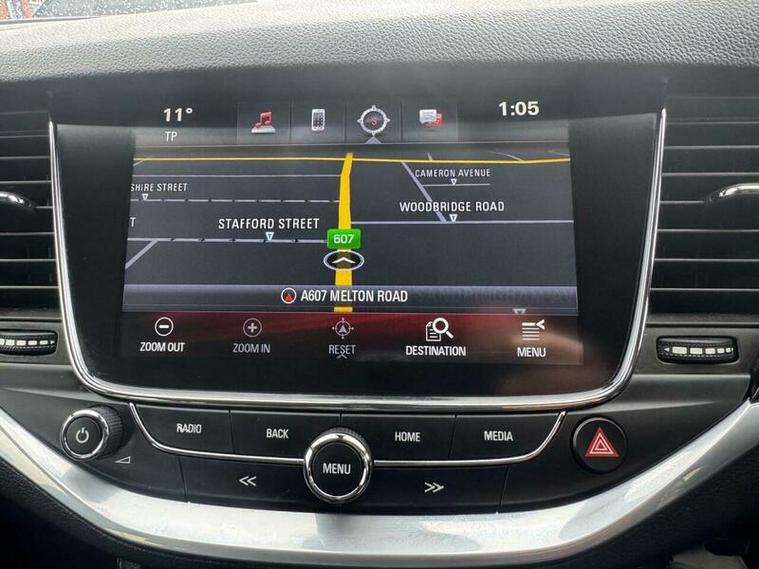 11° 1:05
TP
SHIRE STREET
CAMERON AVENUE
WOODBRIDGE ROAD
T STAFFORD STREET
607
A607 MELTON ROAD
ZOOM OUT ZOOM IN RESET DESTINATION MENU
RADIO BACK HOME MEDIA
MENU